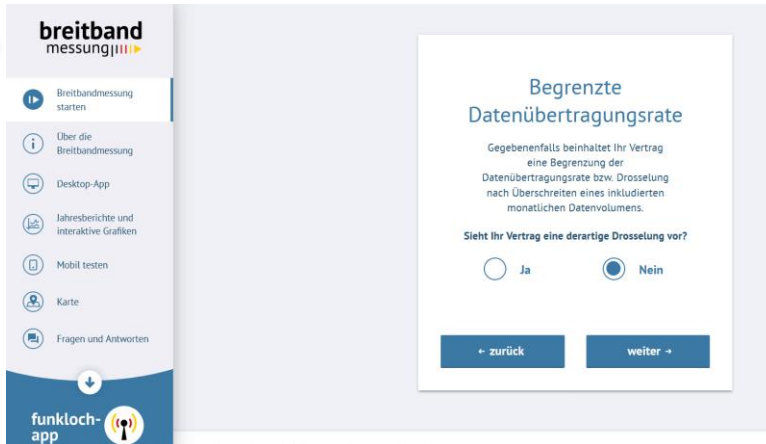 breitband
messung
Breitbandmessung
starten
Über die
Breitbandmessung
Desktop-App
Jahresberichte und
interaktive Grafiken
Mobil testen
Karte
Fragen und Antworten
funkloch-
app
Begrenzte
Datenübertragungsrate
Gegebenenfalls beinhaltet Ihr Vertrag
eine Begrenzung der
Datenübertragungsrate bzw. Drosselung
nach Überschreiten eines inkludierten
monatlichen Datenvolumens.
Sieht Ihr Vertrag eine derartige Drosselung vor?
Ja Nein
← zurück weiter →